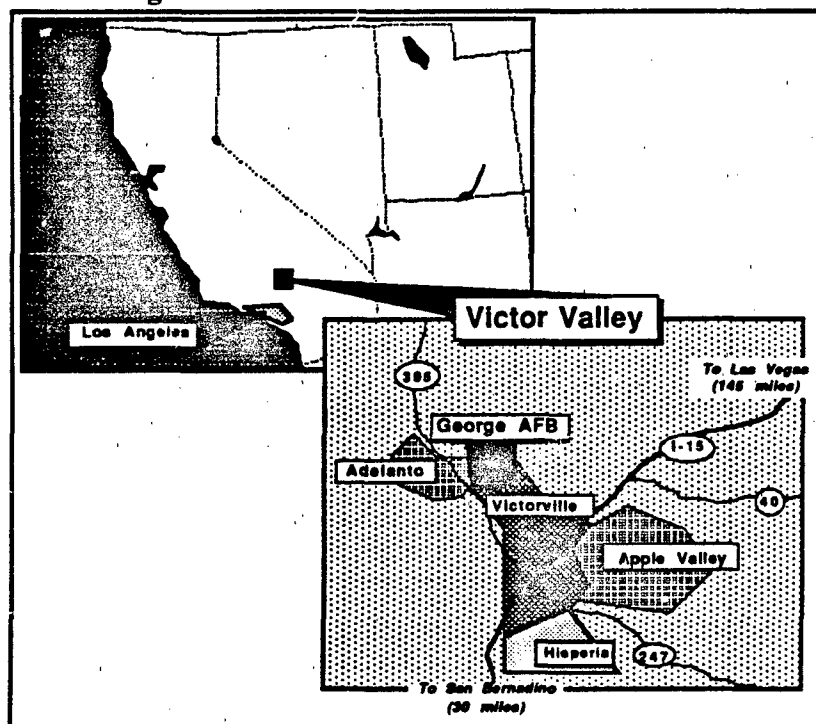 Los Angeles
Victor Valley
395
To Las Vegas
(145 miles)
George AFB
I-15
Adelanto
Victorville
40
Apple Valley
Hisperia
247
To San Bernadino
(30 miles)